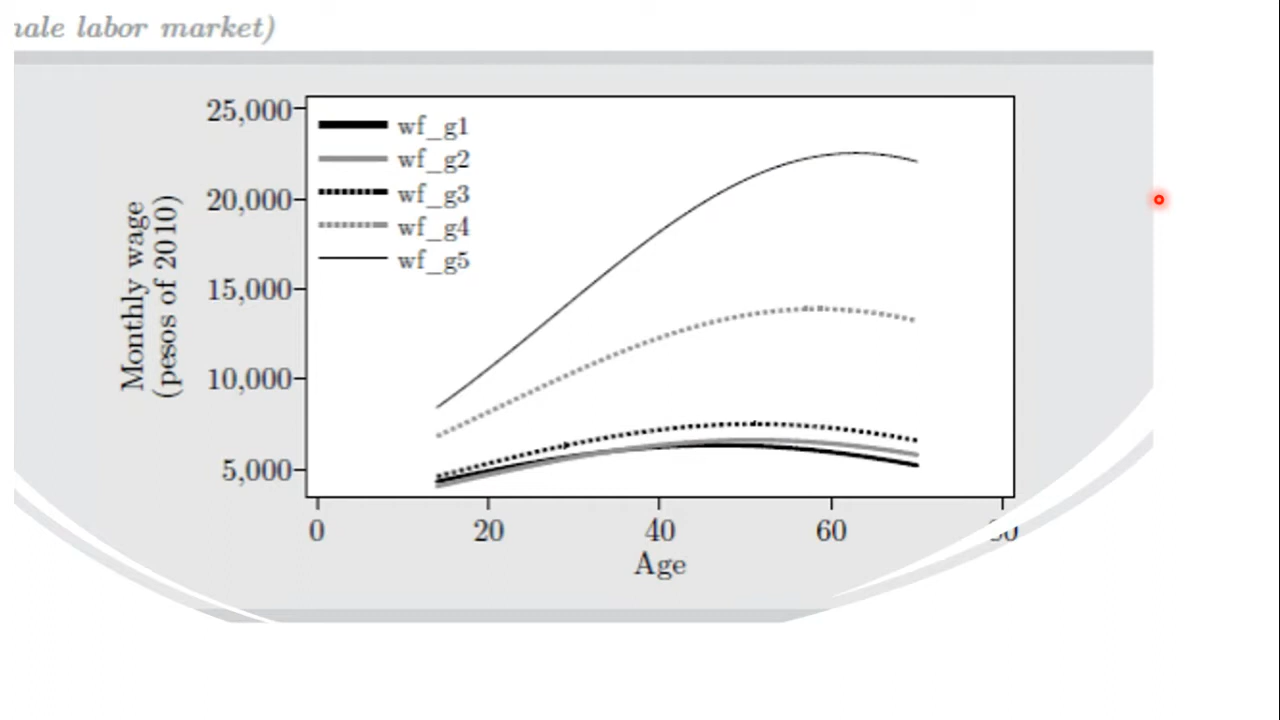 labor market)
25,000
wf_g1
wf_g2
20,000
wf_g3
wf_g4
wf_g5
Monthly wage
(pesos of 2010)
15,000
10,000
5,000
0 20 40 60
Age